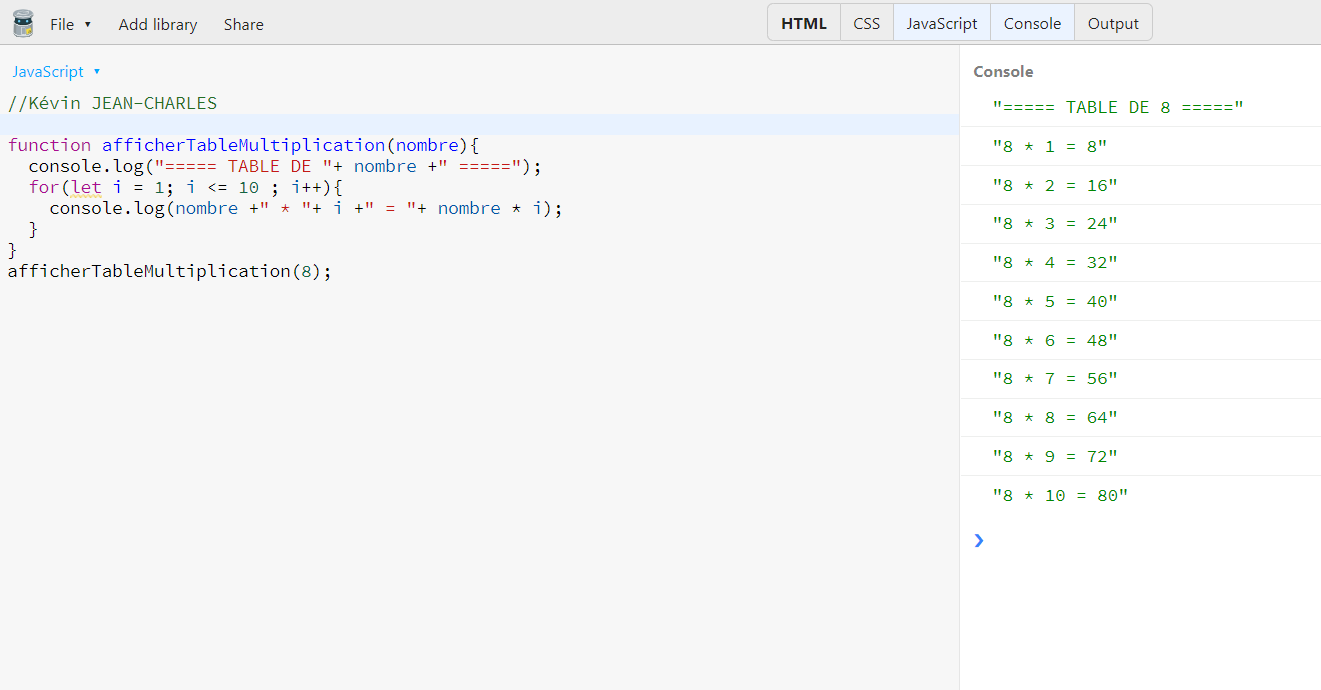 File ▾ Add library Share HTML CSS JavaScript Console Output
JavaScript ▾
//Kévin JEAN-CHARLES
function afficherTableMultiplication(nombre){
  console.log("===== TABLE DE "+ nombre +" =====");
  for(let i = 1; i <= 10 ; i++){
    console.log(nombre +" * "+ i +" = "+ nombre * i);
  }
}
afficherTableMultiplication(8);
Console
"===== TABLE DE 8 ====="
"8 * 1 = 8"
"8 * 2 = 16"
"8 * 3 = 24"
"8 * 4 = 32"
"8 * 5 = 40"
"8 * 6 = 48"
"8 * 7 = 56"
"8 * 8 = 64"
"8 * 9 = 72"
"8 * 10 = 80"
❯